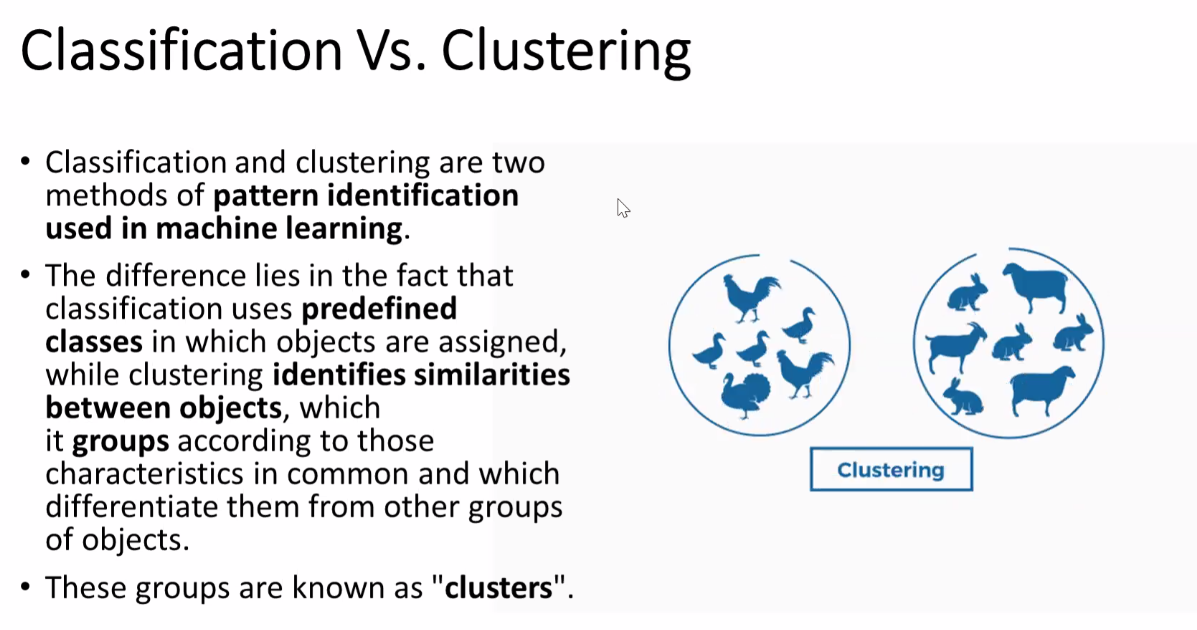 Classification Vs. Clustering
• Classification and clustering are two
methods of pattern identification
used in machine learning.
• The difference lies in the fact that
classification uses predefined
classes in which objects are assigned,
while clustering identifies similarities
between objects, which
it groups according to those
characteristics in common and which
differentiate them from other groups
of objects.
• These groups are known as "clusters".
Clustering